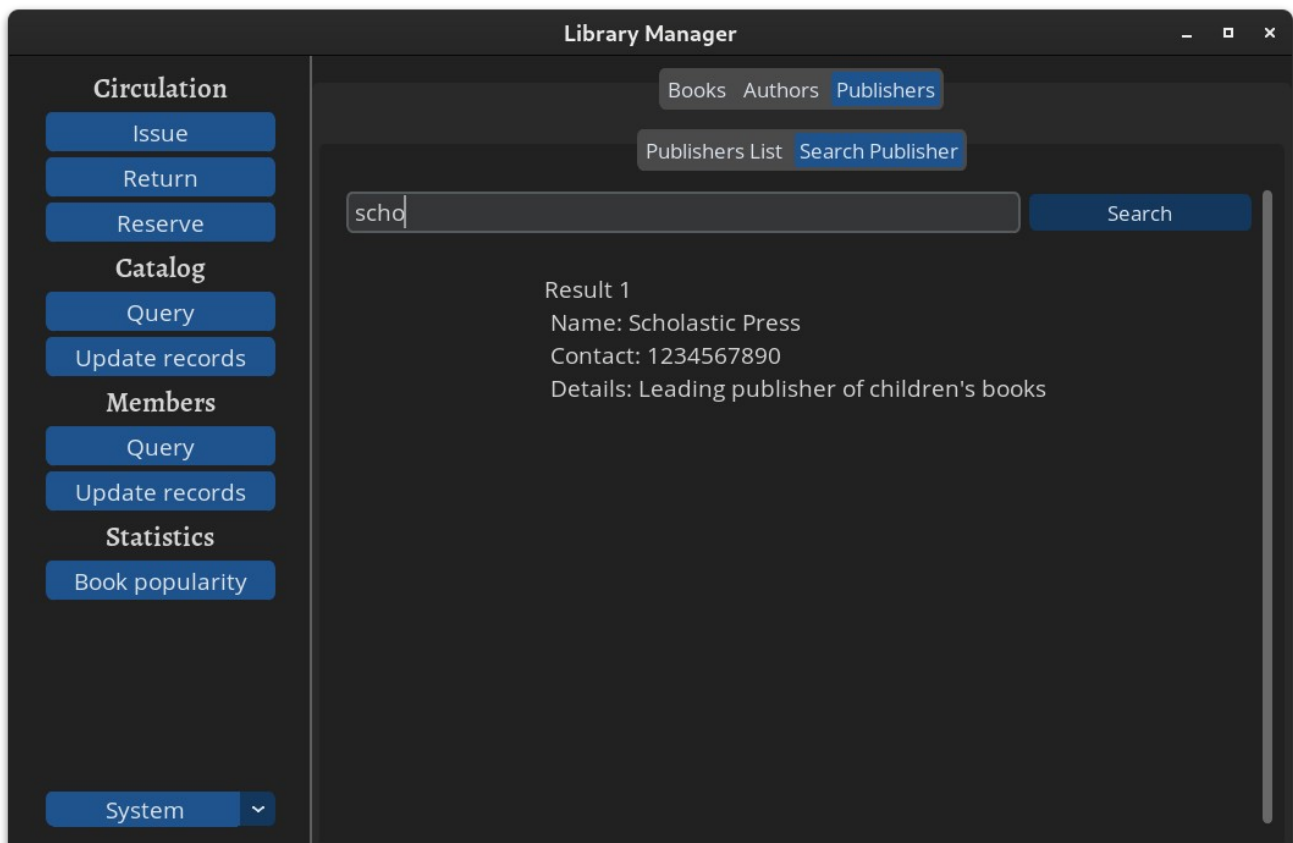 Library Manager
Circulation
Issue
Return
Reserve
Catalog
Query
Update records
Members
Query
Update records
Statistics
Book popularity
System
Books Authors Publishers
Publishers List Search Publisher
scho
Search
Result 1
Name: Scholastic Press
Contact: 1234567890
Details: Leading publisher of children's books